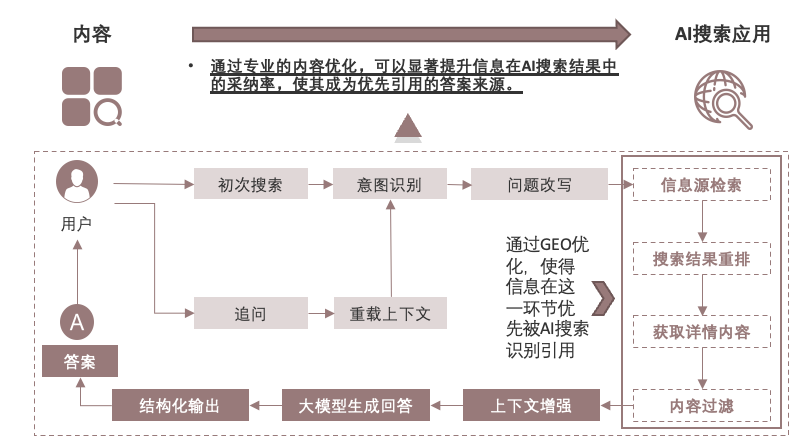 内容
AI搜索应用
• 通过专业的内容优化，可以显著提升信息在AI搜索结果中
的采纳率，使其成为优先引用的答案来源。
用户
初次搜索
意图识别
问题改写
信息源检索
搜索结果重排
获取详情内容
内容过滤
通过GEO优
化，使得
信息在这
一环节优
先被AI搜索
识别引用
追问
重载上下文
A
答案
结构化输出
大模型生成回答
上下文增强